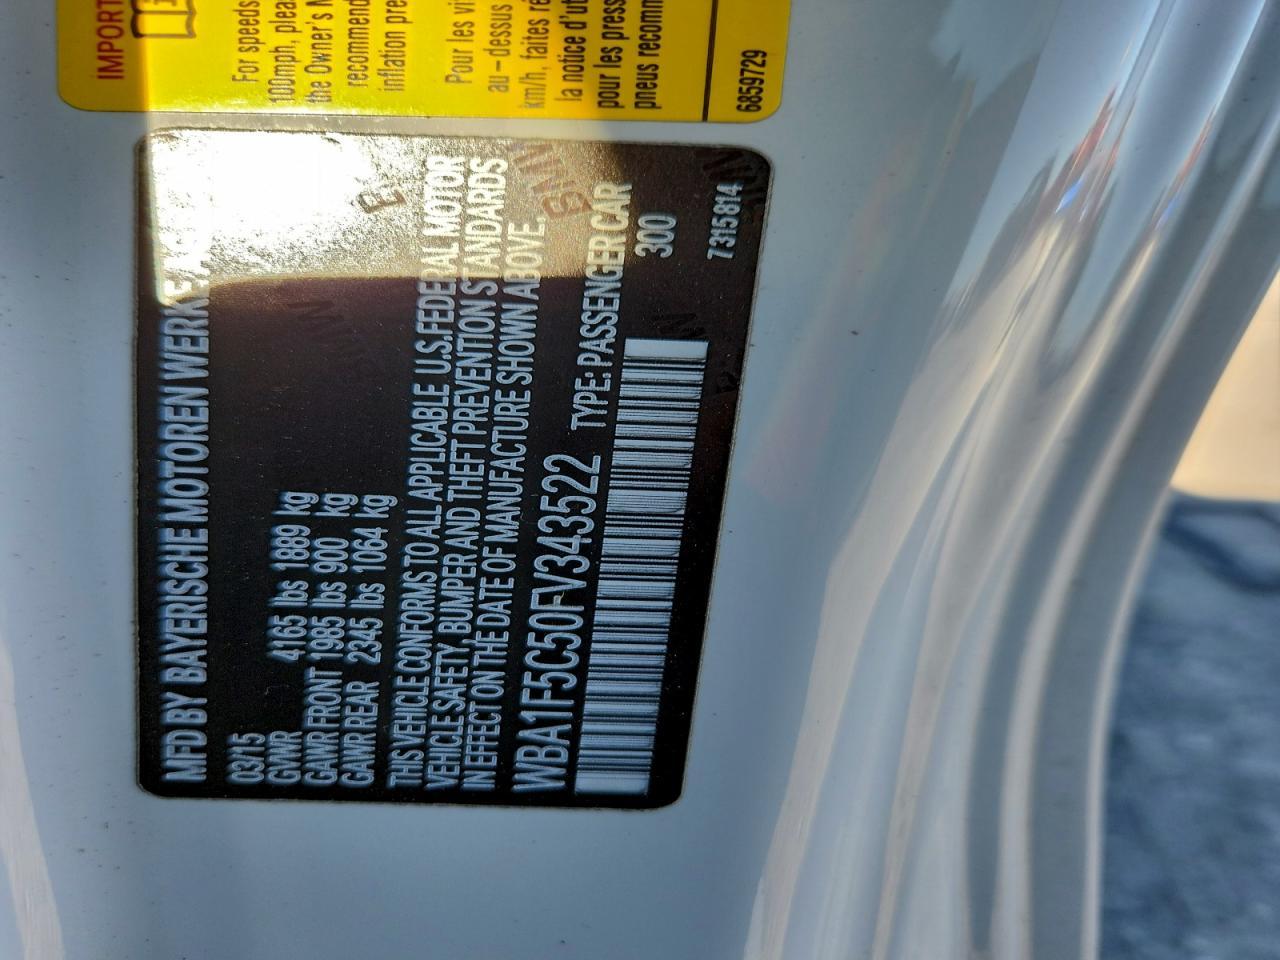 IMPORT
For speeds
100mph, plea
the Owner's M
recommend
inflation pre
Pour les vi
au-dessus
km/h, faites ré
la notice d'ut
pour les press
pneus recomm
6859729
MFD BY BAYERISCHE MOTOREN WERKE
03/15
GVWR 4165 lbs 1889 kg
GAWR FRONT 1985 lbs 900 kg
GAWR REAR 2345 lbs 1064 kg
THIS VEHICLE CONFORMS TO ALL APPLICABLE U.S. FEDERAL MOTOR
VEHICLE SAFETY, BUMPER AND THEFT PREVENTION STANDARDS
IN EFFECT ON THE DATE OF MANUFACTURE SHOWN ABOVE.
WBA1F5C50FV343522 TYPE: PASSENGER CAR
300
7315814